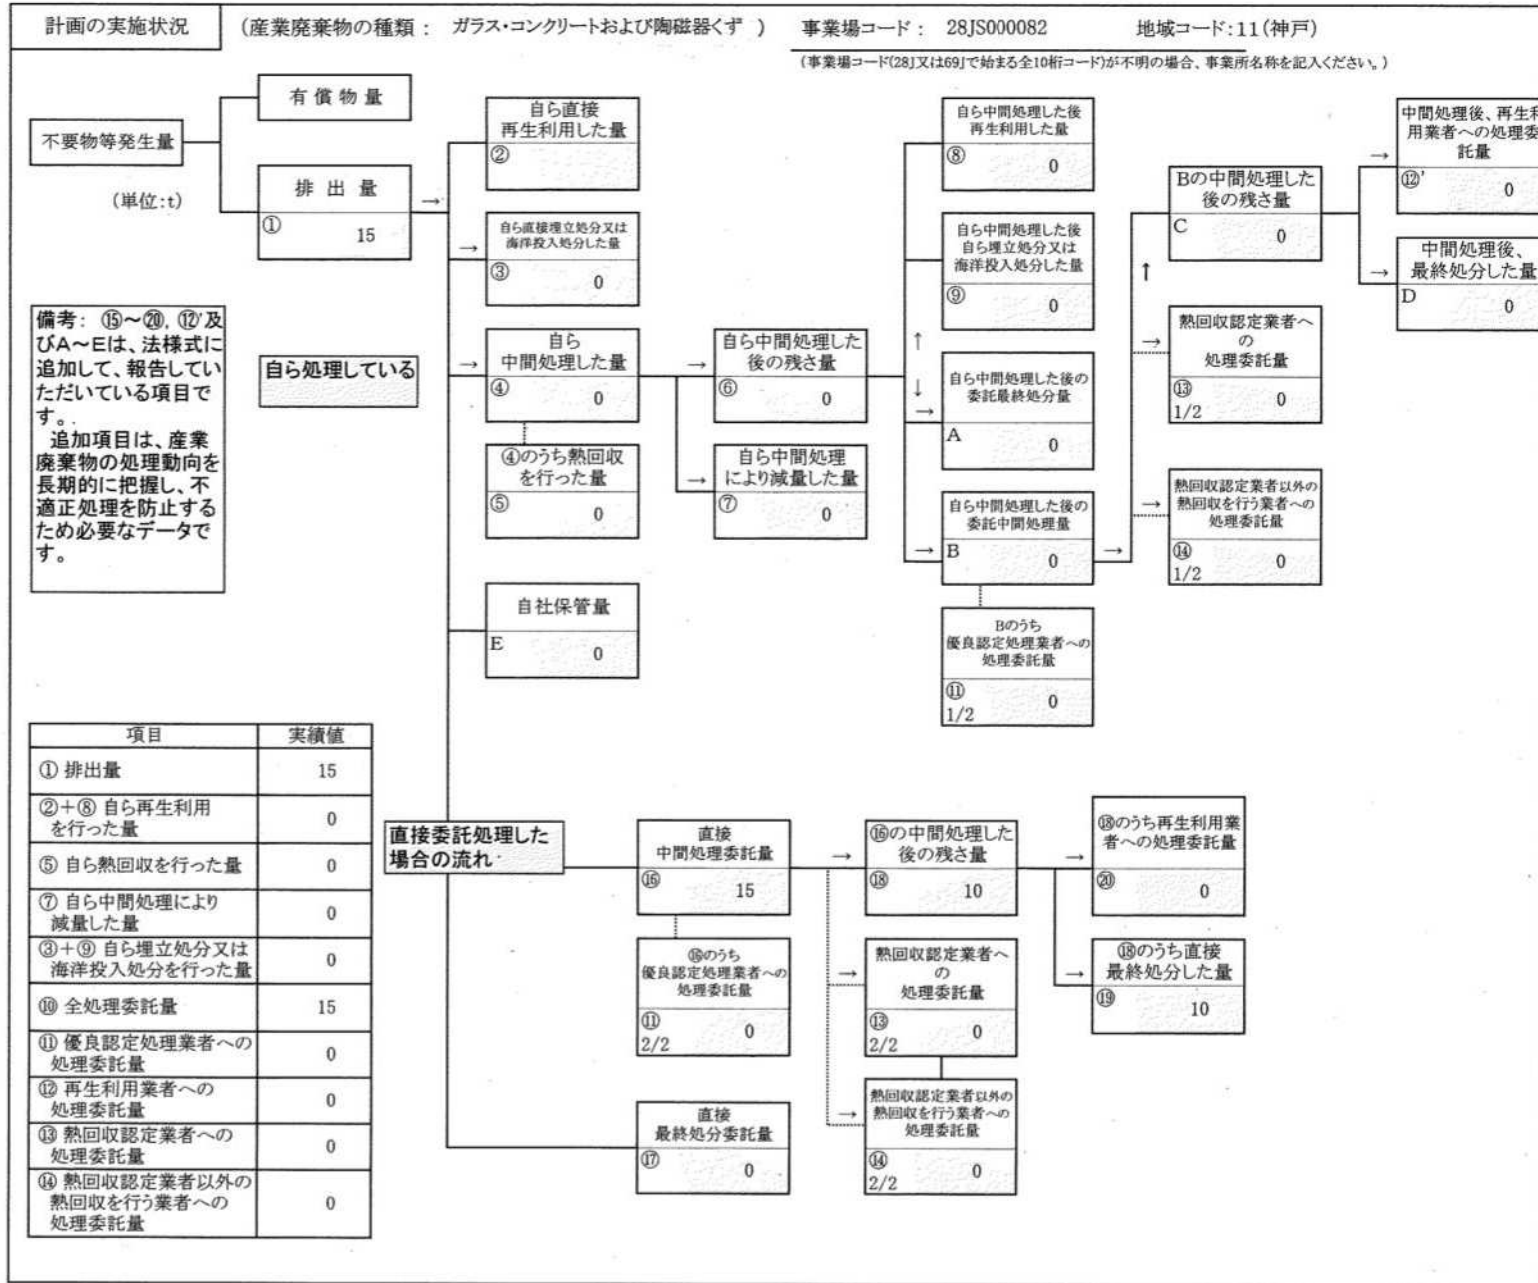 計画の実施状況
(産業廃棄物の種類： ガラス・コンクリートおよび陶磁器くず )
事業場コード： 28JS000082
地域コード:11(神戸)
(事業場コード(28｣又は69｣で始まる全10桁コード)が不明の場合、事業所名称を記入ください。)
不要物等発生量
(単位:t)
有償物量
排出量
→
①
15
自ら直接
再生利用した量
②
自ら直接埋立処分又は
海洋投入処分した量
→
③
0
自ら
中間処理した量
→
④
0
④のうち熱回収
を行った量
⑤
0
自社保管量
E
0
自ら中間処理した
後の残さ量
→
⑥
0
自ら中間処理
により減量した量
→
⑦
0
自ら中間処理した後
再生利用した量
⑧
0
自ら中間処理した後
自ら埋立処分又は
海洋投入処分した量
⑨
0
↑
↓
→
自ら中間処理した後の
委託最終処分量
A
0
自ら中間処理した後の
委託中間処理量
→
B
0
→
Bのうち
優良認定処理業者への
処理委託量
⑪
1/2
0
↑
Bの中間処理した
後の残さ量
C
0
熱回収認定業者へ
の
処理委託量
→
⑬
1/2
0
熱回収認定業者以外の
熱回収を行う業者への
処理委託量
→
⑭
1/2
0
中間処理後、再生利
用業者への処理委
託量
→
⑫'
0
中間処理後、
最終処分した量
→
D
0
備考： ⑮～⑳, ⑫'及
びA～Eは、法様式に
追加して、報告してい
ただいている項目で
す。
追加項目は、産業
廃棄物の処理動向を
長期的に把握し、不
適正処理を防止する
ため必要なデータで
す。
自ら処理している
項目 実績値
① 排出量 15
②＋⑧ 自ら再生利用
を行った量 0
⑤ 自ら熱回収を行った量 0
⑦ 自ら中間処理により
減量した量 0
③＋⑨ 自ら埋立処分又は
海洋投入処分を行った量 0
⑩ 全処理委託量 15
⑪ 優良認定処理業者への
処理委託量 0
⑫ 再生利用業者への
処理委託量 0
⑬ 熱回収認定業者への
処理委託量 0
⑭ 熱回収認定業者以外の
熱回収を行う業者への
処理委託量 0
直接委託処理した
場合の流れ
直接
中間処理委託量
⑯
15
⑯のうち
優良認定処理業者への
処理委託量
⑪
2/2
0
直接
最終処分委託量
⑰
0
→
⑯の中間処理した
後の残さ量
⑱
10
熱回収認定業者へ
の
処理委託量
→
⑬
2/2
0
熱回収認定業者以外の
熱回収を行う業者への
処理委託量
→
⑭
2/2
0
⑱のうち再生利用業
者への処理委託量
→
⑳
0
⑱のうち直接
最終処分した量
→
⑲
10